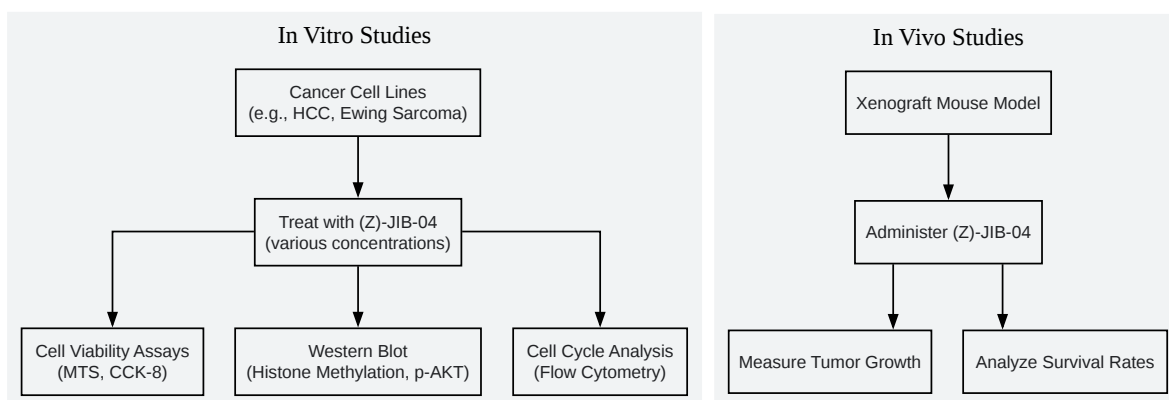 In Vitro Studies
Cancer Cell Lines
(e.g., HCC, Ewing Sarcoma)
Treat with (Z)-JIB-04
(various concentrations)
Cell Viability Assays
(MTS, CCK-8)
Western Blot
(Histone Methylation, p-AKT)
Cell Cycle Analysis
(Flow Cytometry)
In Vivo Studies
Xenograft Mouse Model
Administer (Z)-JIB-04
Measure Tumor Growth
Analyze Survival Rates